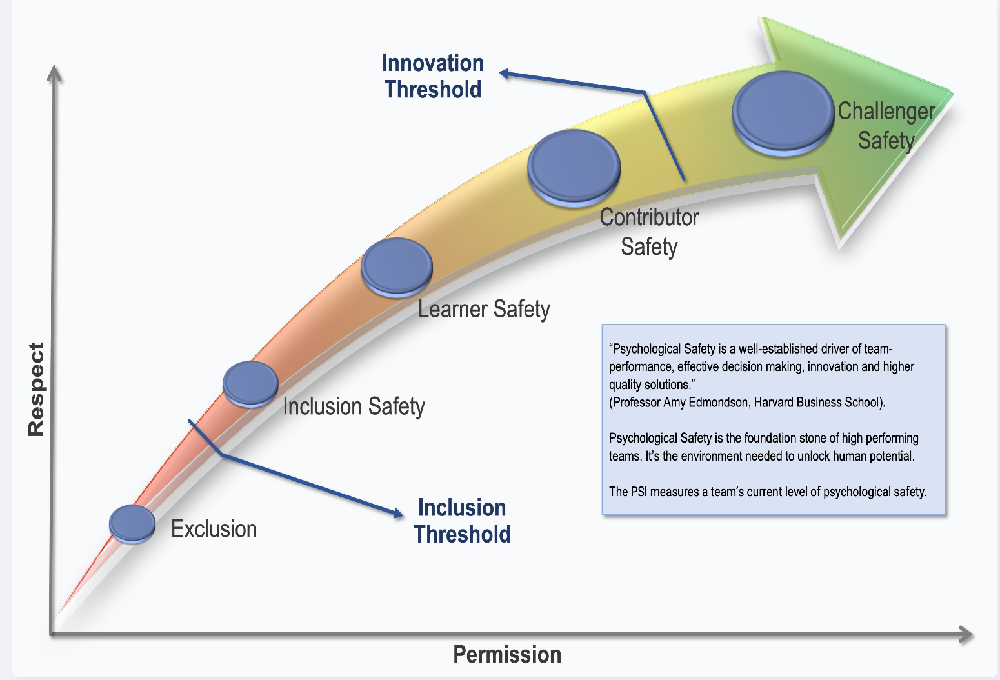 Innovation
Threshold
Challenger
Safety
Contributor
Safety
Learner Safety
Inclusion Safety
Exclusion
Inclusion
Threshold
Respect
Permission
“Psychological Safety is a well-established driver of team-
performance, effective decision making, innovation and higher
quality solutions.”
(Professor Amy Edmondson, Harvard Business School).
Psychological Safety is the foundation stone of high performing
teams. It’s the environment needed to unlock human potential.
The PSI measures a team’s current level of psychological safety.